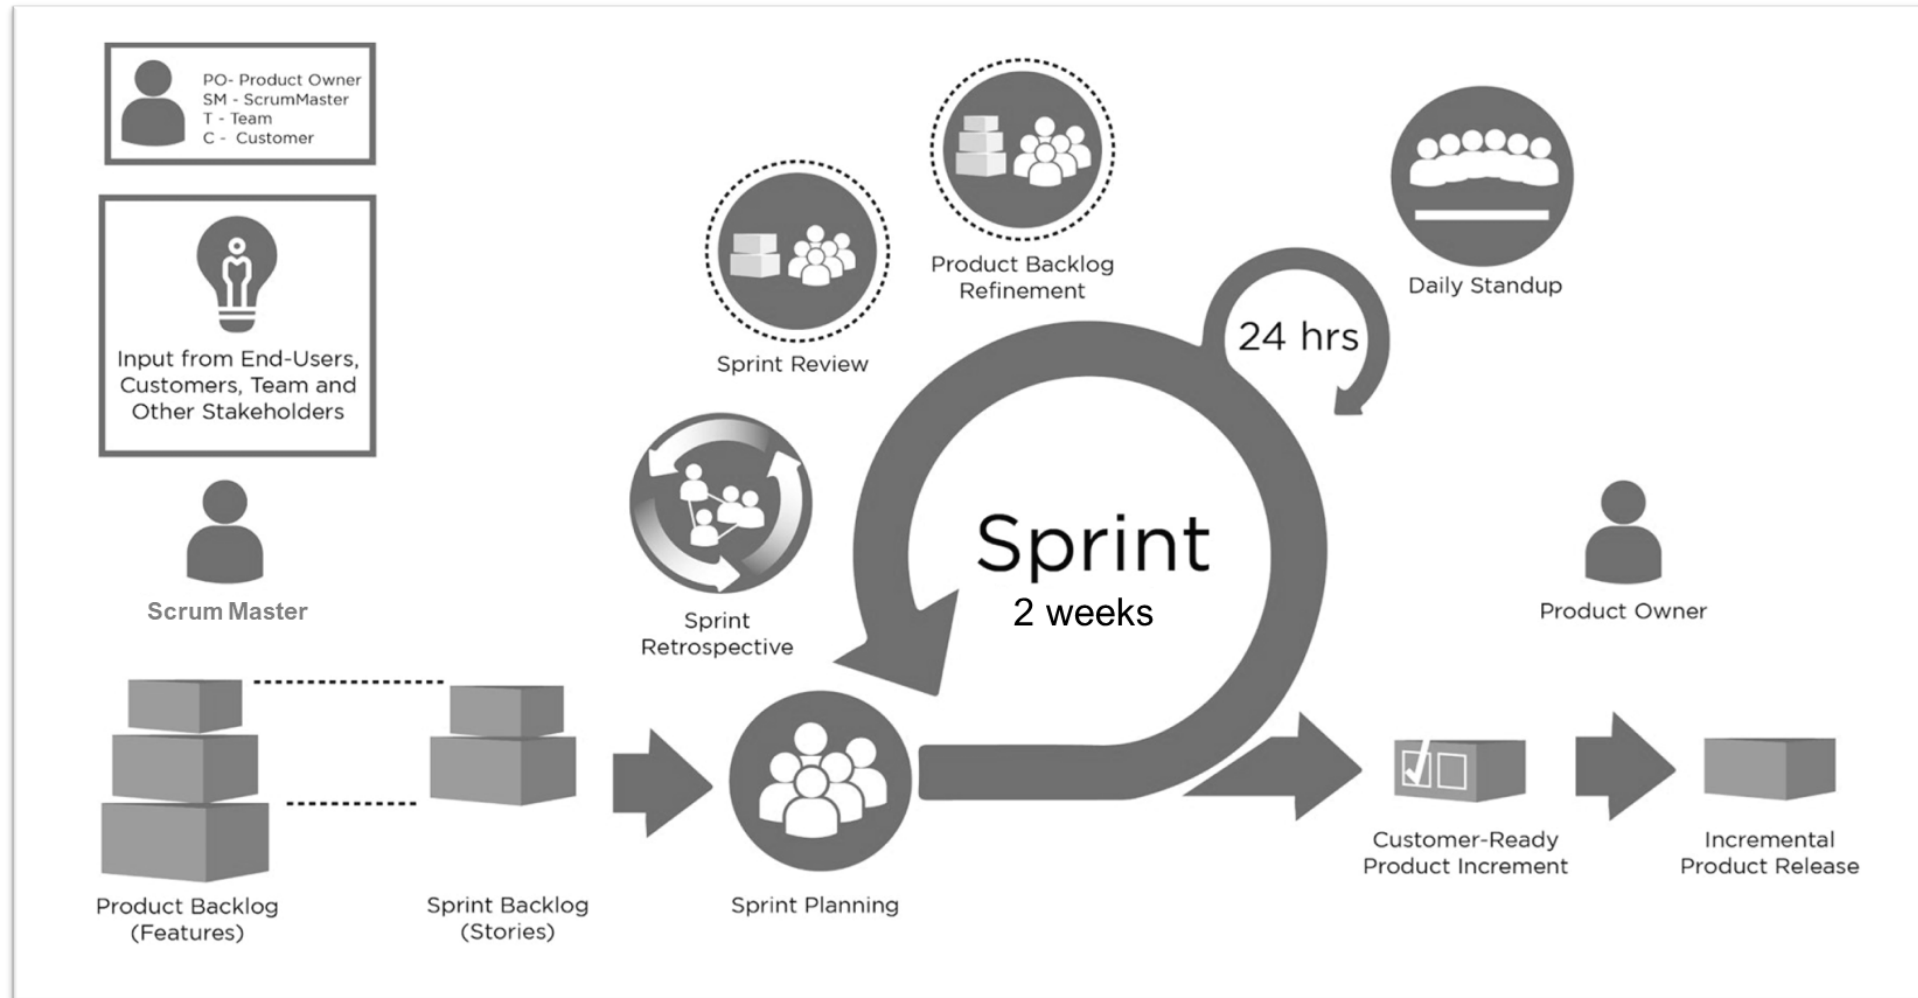 PO- Product Owner
SM - ScrumMaster
T - Team
C - Customer
Input from End-Users,
Customers, Team and
Other Stakeholders
Scrum Master
Product Backlog
(Features)
Sprint Backlog
(Stories)
Sprint Planning
Sprint
Retrospective
Sprint Review
Product Backlog
Refinement
Sprint
2 weeks
24 hrs
Daily Standup
Product Owner
Customer-Ready
Product Increment
Incremental
Product Release